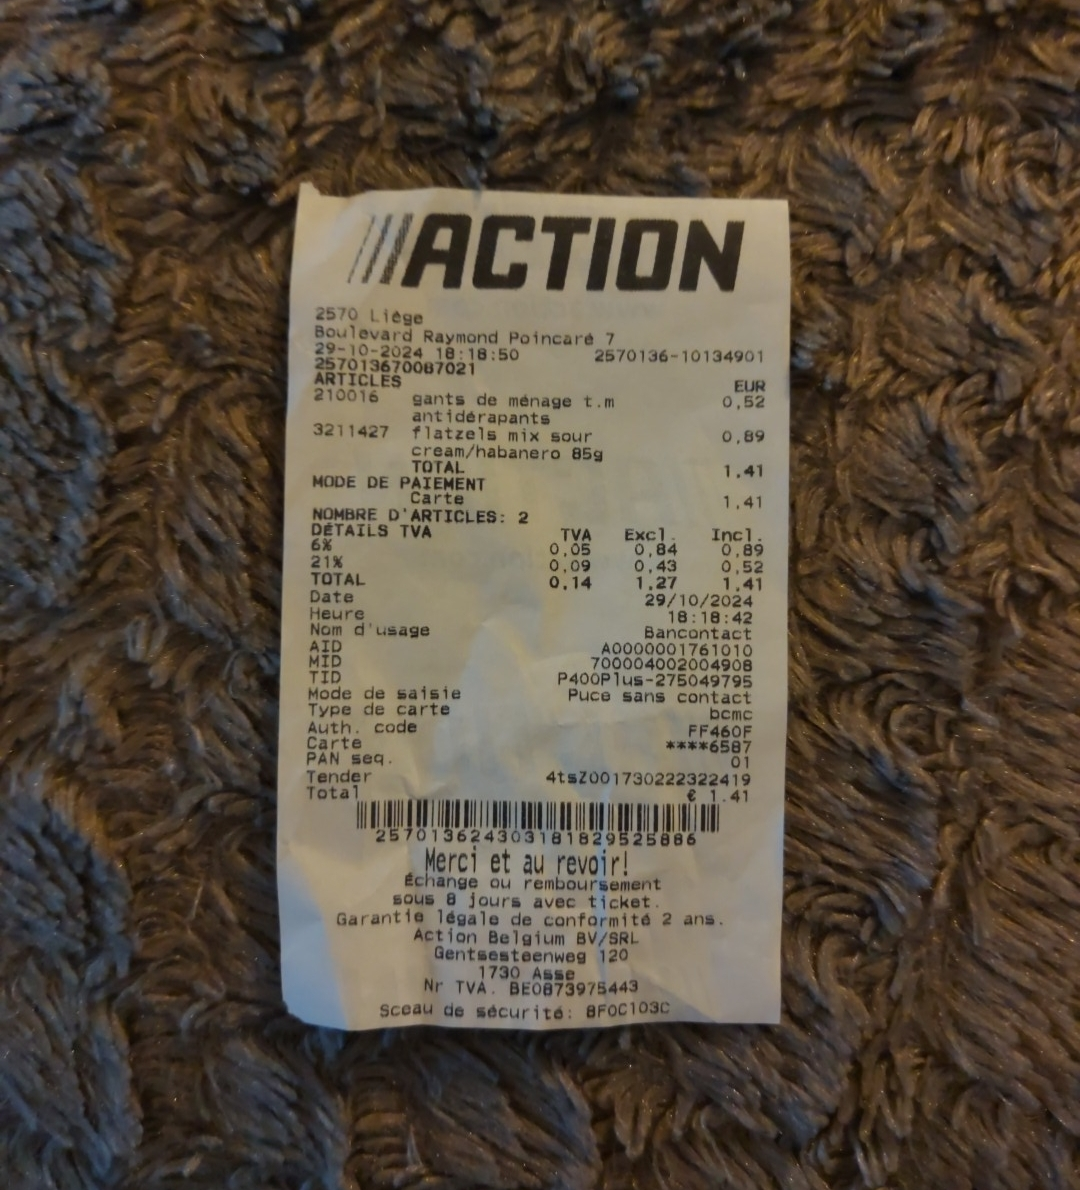 ACTION
2570 Liège
Boulevard Raymond Poincaré 7
29-10-2024 18:18:50 2570136-10134901
257013670087021
ARTICLES EUR
210016 gants de ménage t.m 0,52
antidérapants
3211427 flatzels mix sour 0,89
cream/habanero 85g
TOTAL 1,41
MODE DE PAIEMENT
Carte 1,41
NOMBRE D'ARTICLES: 2
DÉTAILS TVA TVA Excl. Incl.
6% 0,05 0,84 0,89
21% 0,09 0,43 0,52
TOTAL 0,14 1,27 1,41
Date 29/10/2024
Heure 18:18:42
Nom d'usage Bancontact
AID A0000001761010
MID 700004002004908
TID P400Plus-275049795
Mode de saisie Puce sans contact
Type de carte bcmc
Auth. code FF460F
Carte ****6587
PAN seq. 01
Tender 4tsZ001730222322419
Total € 1.41
257013624303181829525886
Merci et au revoir!
Échange ou remboursement
sous 8 jours avec ticket.
Garantie légale de conformité 2 ans.
Action Belgium BV/SRL
Gentsesteenweg 120
1730 Asse
Nr TVA. BE0873975443
Sceau de sécurité: 8F0C103C